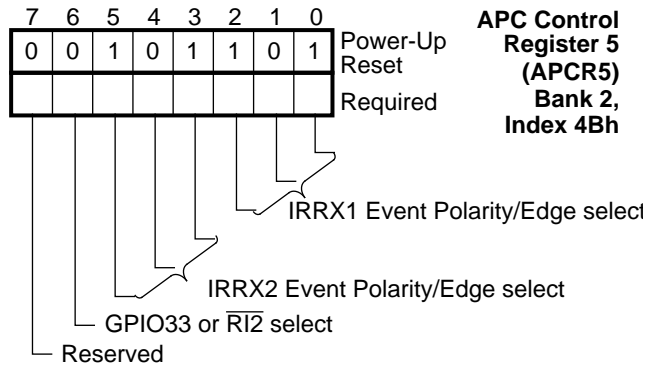 7 6 5 4 3 2 1 0
APC Control
Register 5
(APCR5)
Bank 2,
Index 4Bh
0 0 1 0 1 1 0 1
Power-Up
Reset
Required
IRRX1 Event Polarity/Edge select
IRRX2 Event Polarity/Edge select
GPIO33 or RI2 select
Reserved